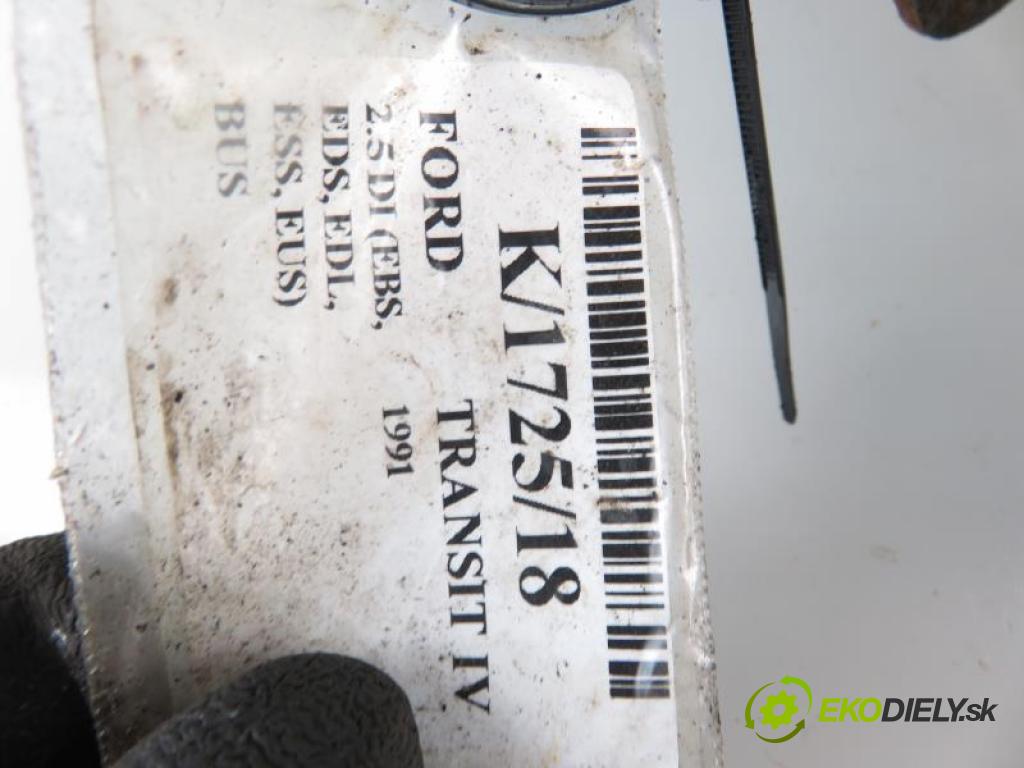 K/1725/18
FORD TRANSIT IV
2.5 DI (EBS, 1991
EDS, EDL,
ESS, EUS)
BUS
EKODIELY.sk